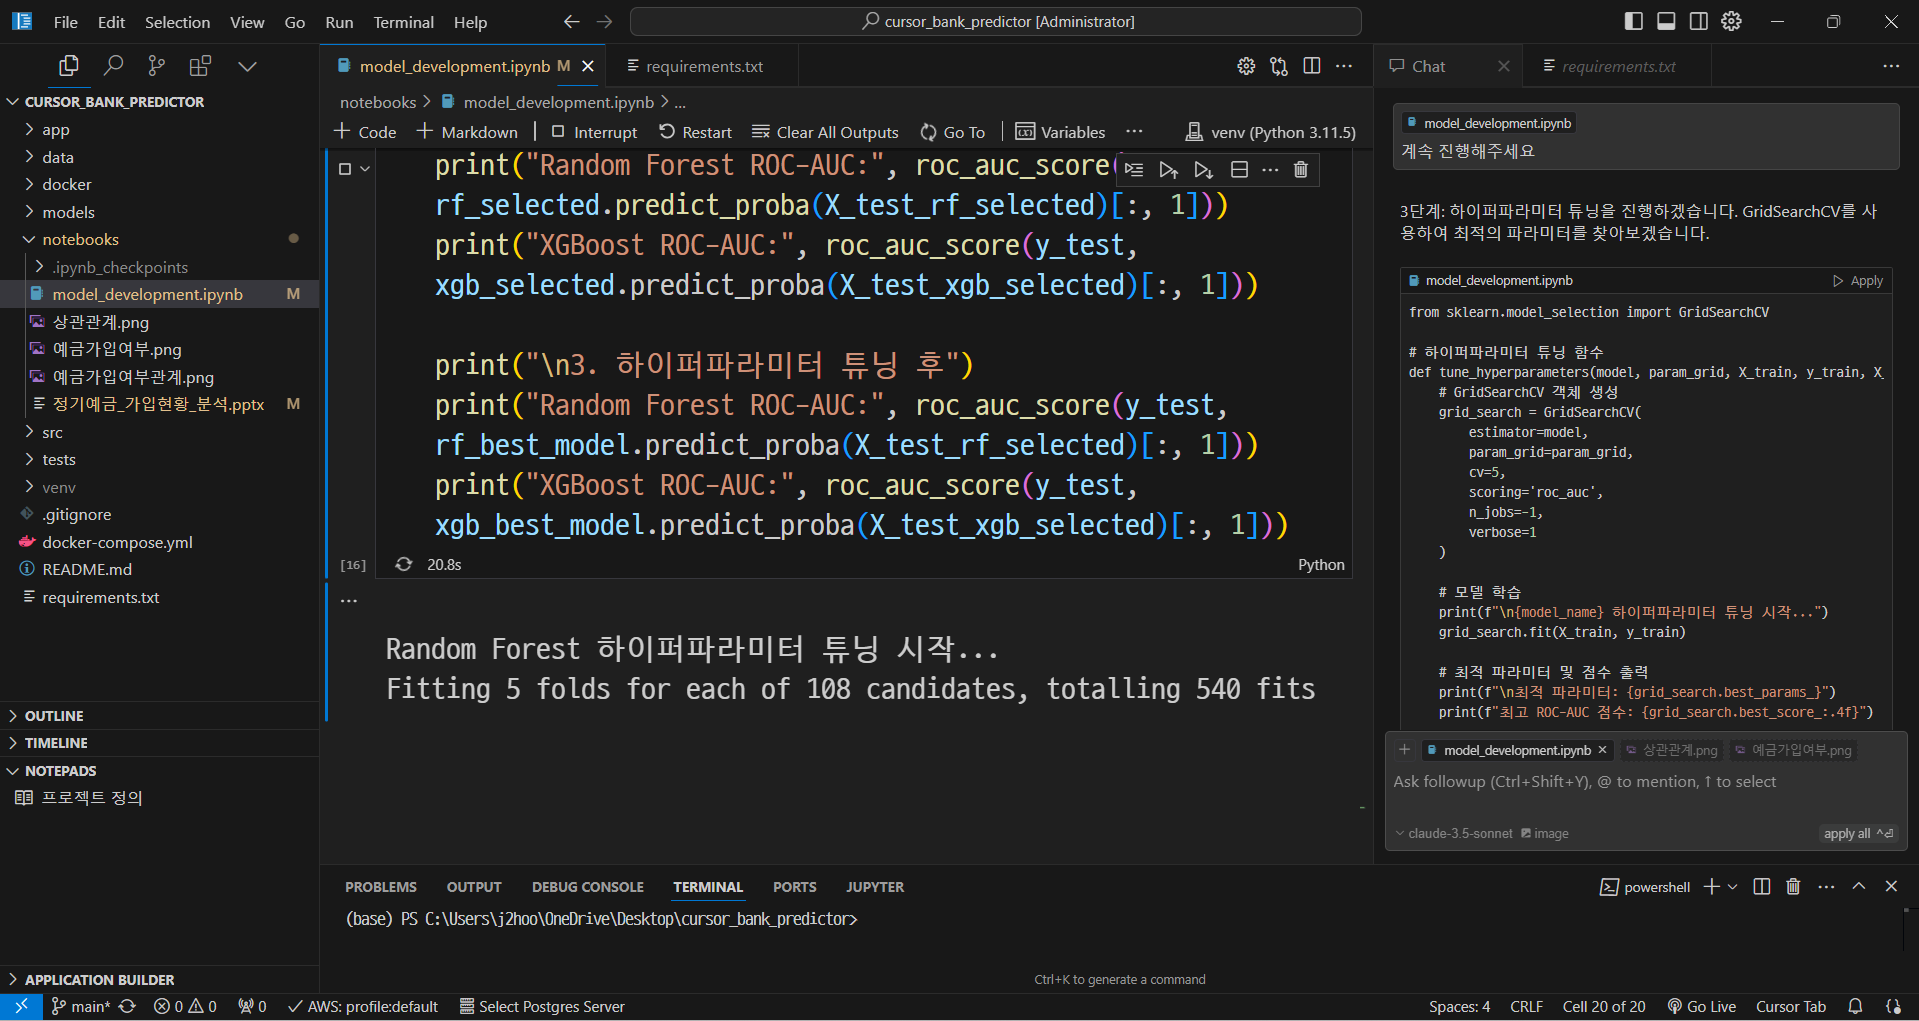 File Edit Selection View Go Run Terminal Help
cursor_bank_predictor [Administrator]
CURSOR_BANK_PREDICTOR
app
data
docker
models
notebooks
.ipynb_checkpoints
model_development.ipynb M
상관관계.png
예금가입여부.png
예금가입여부관계.png
정기예금_가입현황_분석.pptx M
src
tests
venv
.gitignore
docker-compose.yml
README.md
requirements.txt
OUTLINE
TIMELINE
NOTEPADS
프로젝트 정의
APPLICATION BUILDER
model_development.ipynb M
requirements.txt
notebooks > model_development.ipynb > ...
+ Code + Markdown Interrupt Restart Clear All Outputs Go To Variables ... venv (Python 3.11.5)
print("Random Forest ROC-AUC:", roc_auc_score(
rf_selected.predict_proba(X_test_rf_selected)[:, 1]))
print("XGBoost ROC-AUC:", roc_auc_score(y_test,
xgb_selected.predict_proba(X_test_xgb_selected)[:, 1]))
print("\n3. 하이퍼파라미터 튜닝 후")
print("Random Forest ROC-AUC:", roc_auc_score(y_test,
rf_best_model.predict_proba(X_test_rf_selected)[:, 1]))
print("XGBoost ROC-AUC:", roc_auc_score(y_test,
xgb_best_model.predict_proba(X_test_xgb_selected)[:, 1]))
[16] 20.8s Python
...
Random Forest 하이퍼파라미터 튜닝 시작...
Fitting 5 folds for each of 108 candidates, totalling 540 fits
Chat
requirements.txt
model_development.ipynb
계속 진행해주세요
3단계: 하이퍼파라미터 튜닝을 진행하겠습니다. GridSearchCV를 사
용하여 최적의 파라미터를 찾아보겠습니다.
model_development.ipynb Apply
from sklearn.model_selection import GridSearchCV
# 하이퍼파라미터 튜닝 함수
def tune_hyperparameters(model, param_grid, X_train, y_train, X_
# GridSearchCV 객체 생성
grid_search = GridSearchCV(
estimator=model,
param_grid=param_grid,
cv=5,
scoring='roc_auc',
n_jobs=-1,
verbose=1
)
# 모델 학습
print(f"\n{model_name} 하이퍼파라미터 튜닝 시작...")
grid_search.fit(X_train, y_train)
# 최적 파라미터 및 점수 출력
print(f"\n최적 파라미터: {grid_search.best_params_}")
print(f"최고 ROC-AUC 점수: {grid_search.best_score_:.4f}")
+ model_development.ipynb 상관관계.png 예금가입여부.png
Ask followup (Ctrl+Shift+Y), @ to mention, ↑ to select
claude-3.5-sonnet image apply all
PROBLEMS OUTPUT DEBUG CONSOLE TERMINAL PORTS JUPYTER
powershell
(base) PS C:\Users\j2hoo\OneDrive\Desktop\cursor_bank_predictor>
Ctrl+K to generate a command
main* 0 0 0 AWS: profile:default Select Postgres Server
Spaces: 4 CRLF Cell 20 of 20 Go Live Cursor Tab